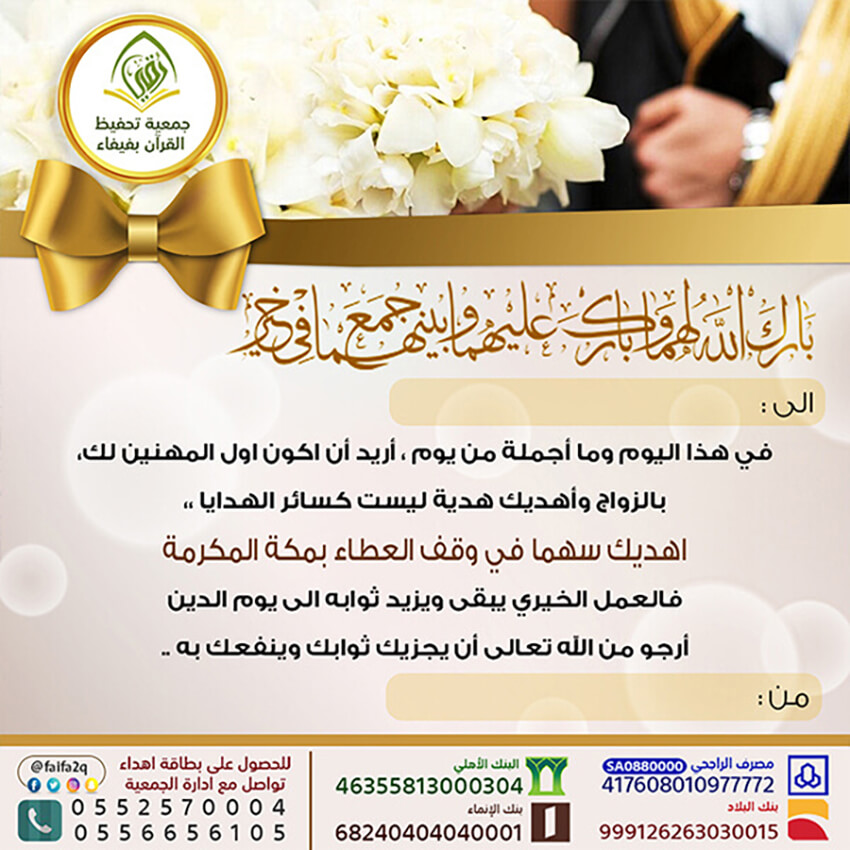 جمعية تحفيظ
القرآن بفيفاء
بارك الله لهما وبارك عليهما وجمع بينهما في خير
الى :
في هذا اليوم وما أجملة من يوم ، أريد أن اكون اول المهنين لك،
بالزواج وأهديك هدية ليست كسائر الهدايا ،،
اهديك سهما في وقف العطاء بمكة المكرمة
فالعمل الخيري يبقى ويزيد ثوابه الى يوم الدين
أرجو من الله تعالى أن يجزيك ثوابك وينفعك به ..
من:
مصرف الراجحي SA0880000
417608010977772
بنك البلاد
999126263030015
البنك الأهلي
46355813000304
بنك الإنماء
68240404040001
للحصول على بطاقة اهداء
تواصل مع ادارة الجمعية
@faifa2q
0552570004
0556656105